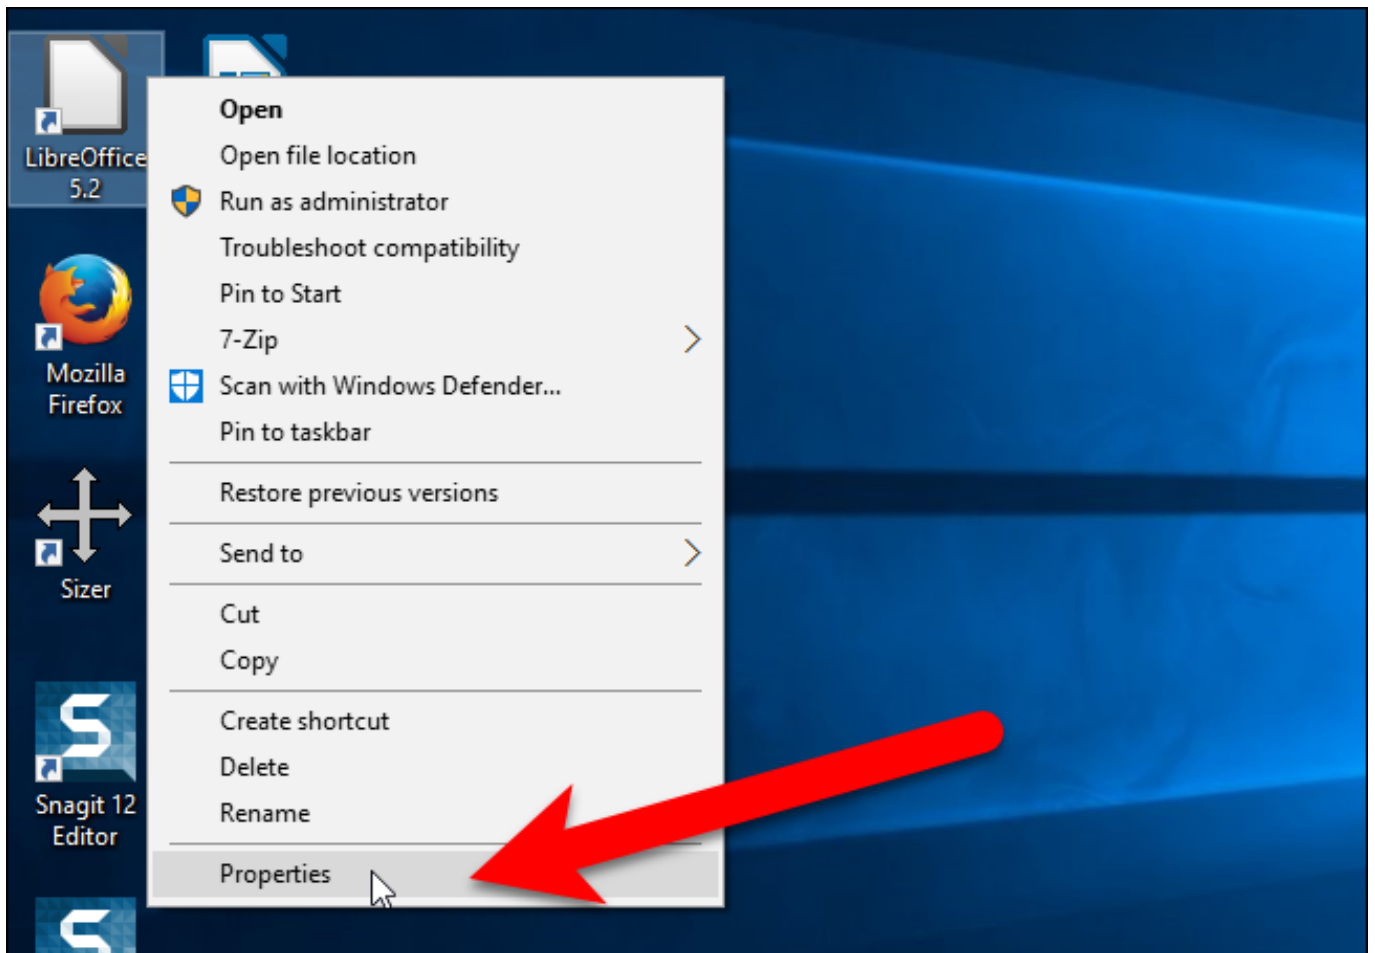 LibreOffice
5.2
Mozilla
Firefox
Sizer
Snagit 12
Editor
Open
Open file location
Run as administrator
Troubleshoot compatibility
Pin to Start
7-Zip
Scan with Windows Defender...
Pin to taskbar
Restore previous versions
Send to
Cut
Copy
Create shortcut
Delete
Rename
Properties